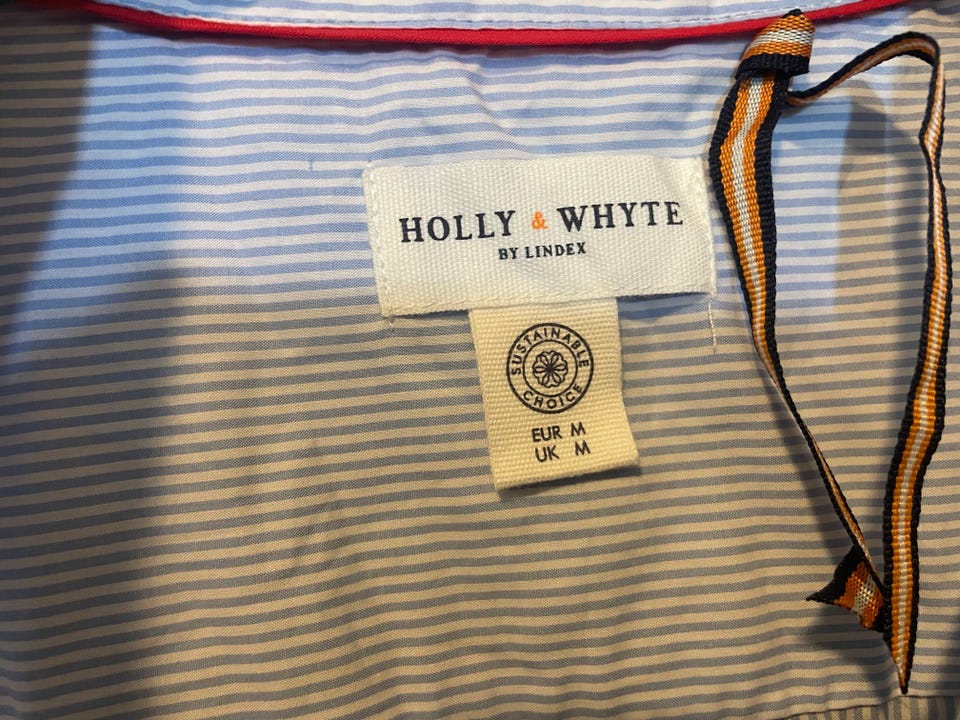 HOLLY & WHYTE
BY LINDEX
SUSTAINABLE
CHOICE
EUR M
UK M